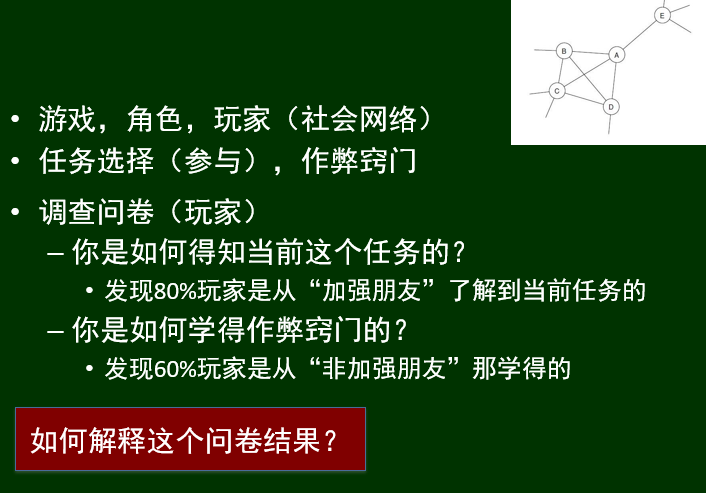 E
B
A
C
D
• 游戏，角色，玩家（社会网络）
• 任务选择（参与），作弊窍门
• 调查问卷（玩家）
– 你是如何得知当前这个任务的？
• 发现80%玩家是从“加强朋友”了解到当前任务的
– 你是如何学得作弊窍门的？
• 发现60%玩家是从“非加强朋友”那学得的
如何解释这个问卷结果？